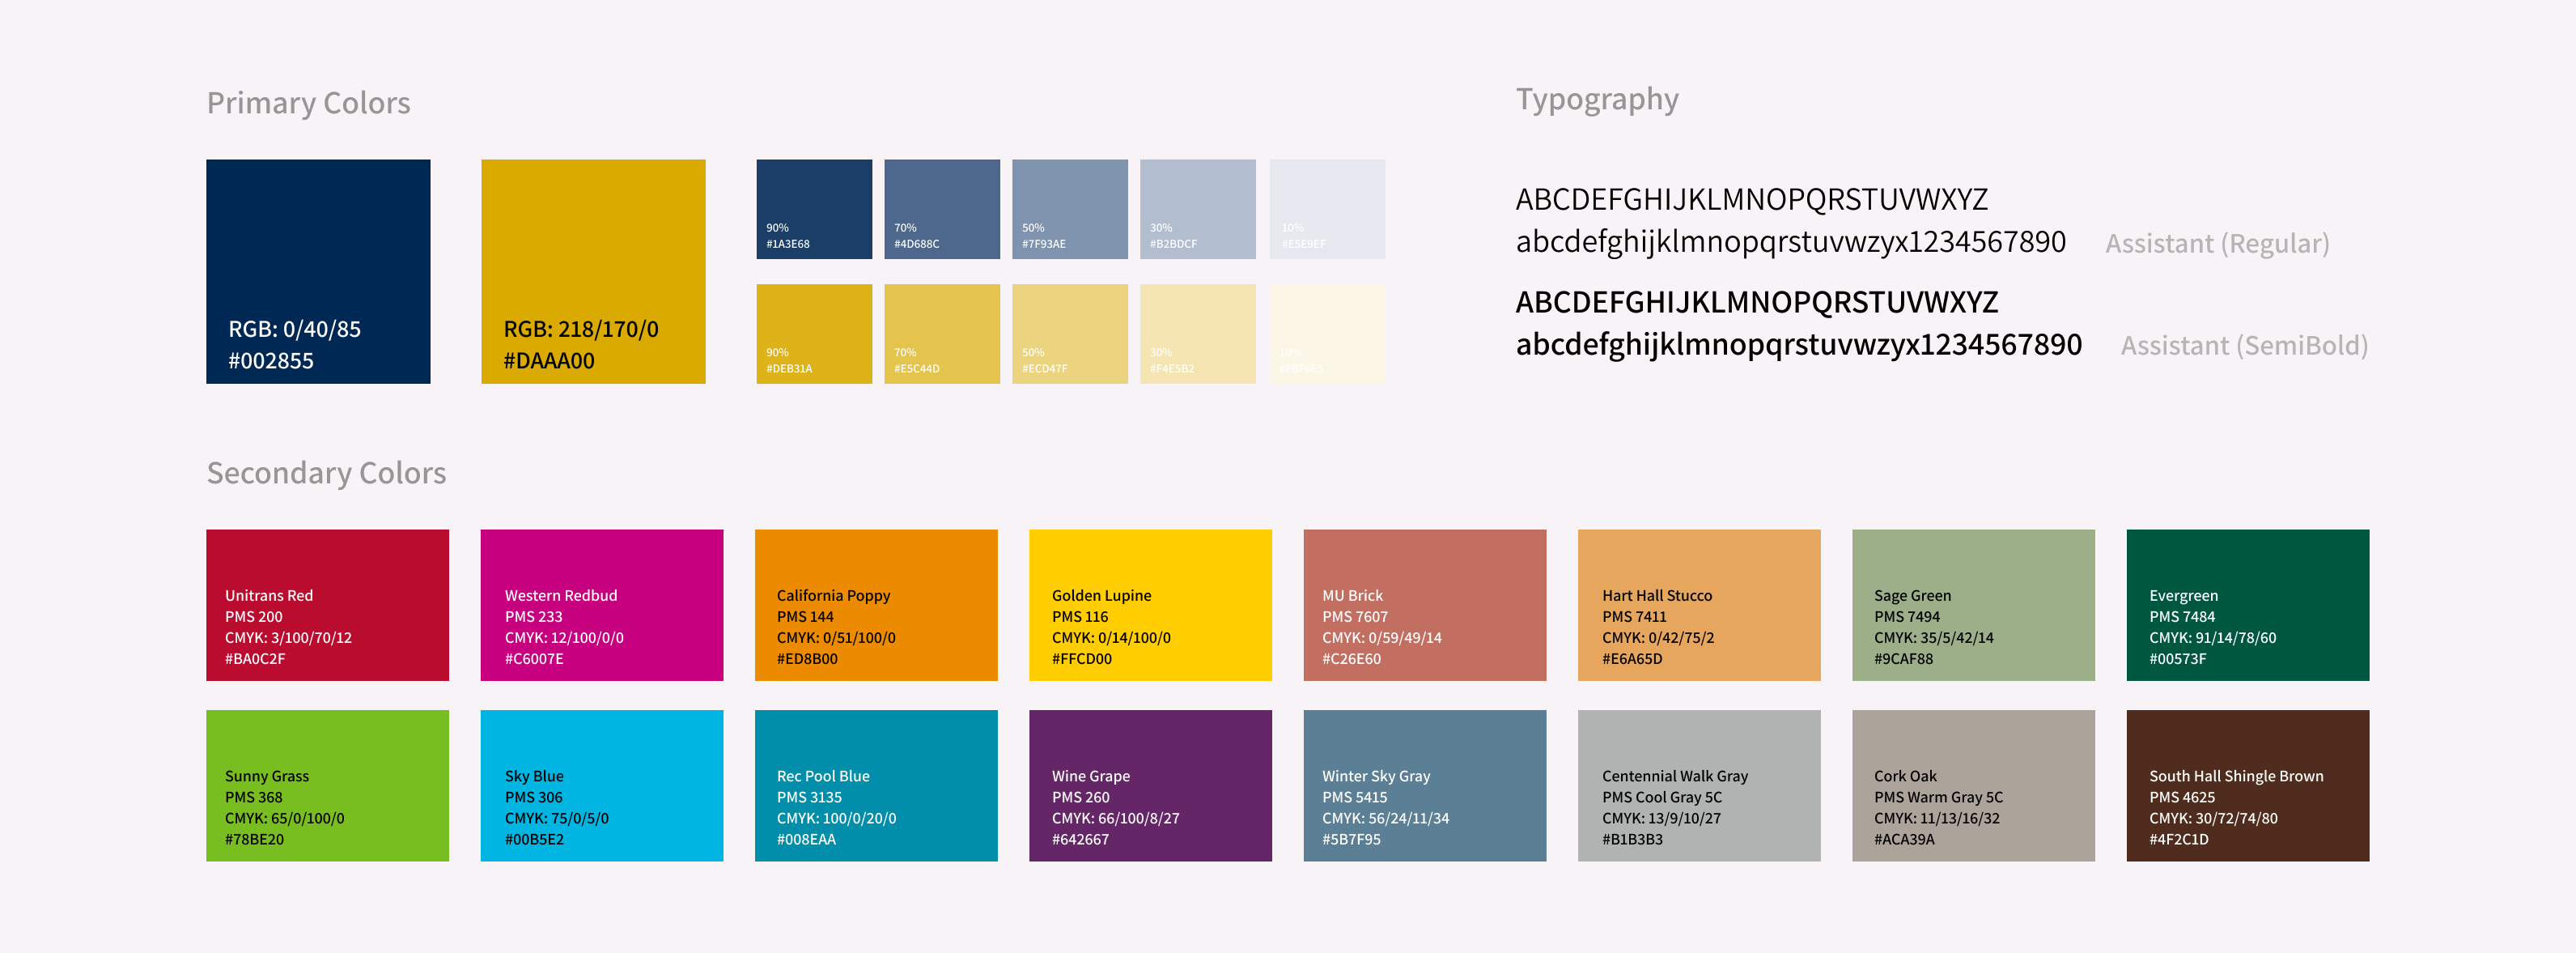 Primary Colors
RGB: 0/40/85
#002855
RGB: 218/170/0
#DAAA00
90%
#1A3E68
70%
#4D688C
50%
#7F93AE
30%
#B2BDCF
10%
#E5E9EF
90%
#DEB31A
70%
#E5C44D
50%
#ECD47F
30%
#F4E5B2
10%
Typography
ABCDEFGHIJKLMNOPQRSTUVWXYZ
abcdefghijklmnopqrstuvwzyx1234567890
Assistant (Regular)
ABCDEFGHIJKLMNOPQRSTUVWXYZ
abcdefghijklmnopqrstuvwzyx1234567890
Assistant (SemiBold)
Secondary Colors
Unitrans Red
PMS 200
CMYK: 3/100/70/12
#BA0C2F
Western Redbud
PMS 233
CMYK: 12/100/0/0
#C6007E
California Poppy
PMS 144
CMYK: 0/51/100/0
#ED8B00
Golden Lupine
PMS 116
CMYK: 0/14/100/0
#FFCD00
MU Brick
PMS 7607
CMYK: 0/59/49/14
#C26E60
Hart Hall Stucco
PMS 7411
CMYK: 0/42/75/2
#E6A65D
Sage Green
PMS 7494
CMYK: 35/5/42/14
#9CAF88
Evergreen
PMS 7484
CMYK: 91/14/78/60
#00573F
Sunny Grass
PMS 368
CMYK: 65/0/100/0
#78BE20
Sky Blue
PMS 306
CMYK: 75/0/5/0
#00B5E2
Rec Pool Blue
PMS 3135
CMYK: 100/0/20/0
#008EAA
Wine Grape
PMS 260
CMYK: 66/100/8/27
#642667
Winter Sky Gray
PMS 5415
CMYK: 56/24/11/34
#5B7F95
Centennial Walk Gray
PMS Cool Gray 5C
CMYK: 13/9/10/27
#B1B3B3
Cork Oak
PMS Warm Gray 5C
CMYK: 11/13/16/32
#ACA39A
South Hall Shingle Brown
PMS 4625
CMYK: 30/72/74/80
#4F2C1D